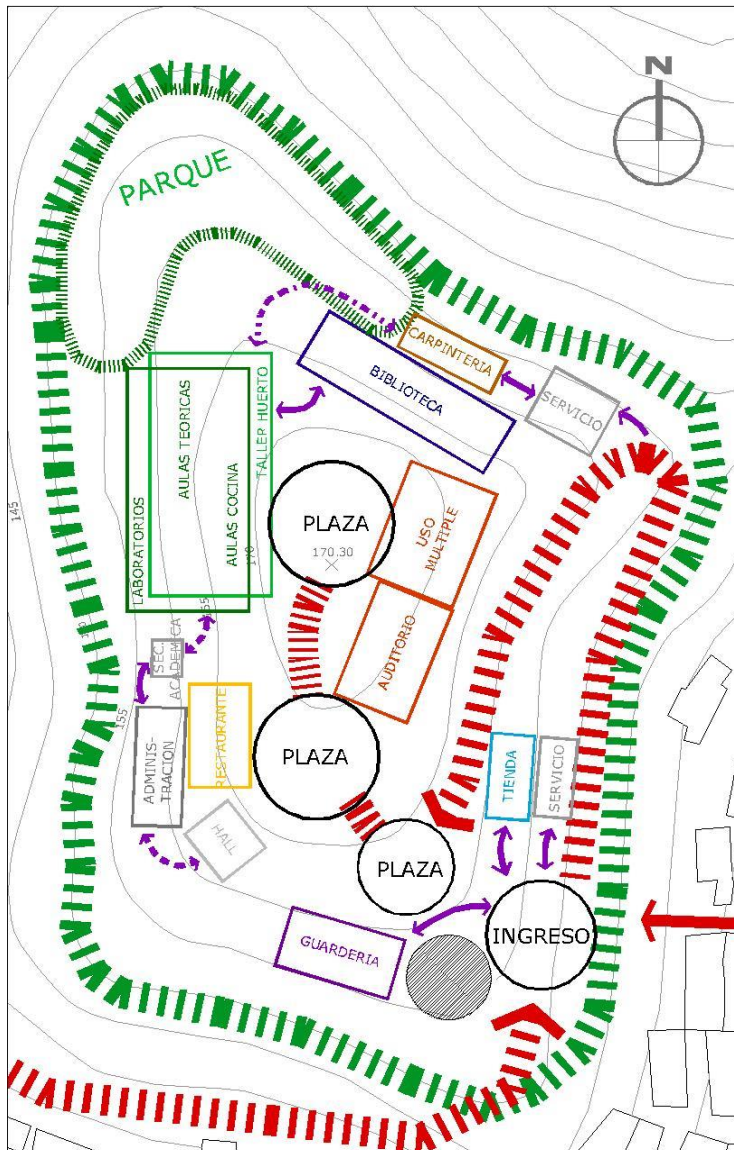 N
PARQUE
CARPINTERIA
BIBLIOTECA
SERVICIO
TALLER HUERTO
AULAS TEORICAS
AULAS COCINA
LABORATORIOS
PLAZA
170.30
170
USO
MULTIPLE
145
AUDITORIO
SEC.
ACADEMICA
155
RESTAURANTE
ADMINIS-
TRACION
PLAZA
TIENDA
SERVICIO
HALL
PLAZA
INGRESO
GUARDERIA